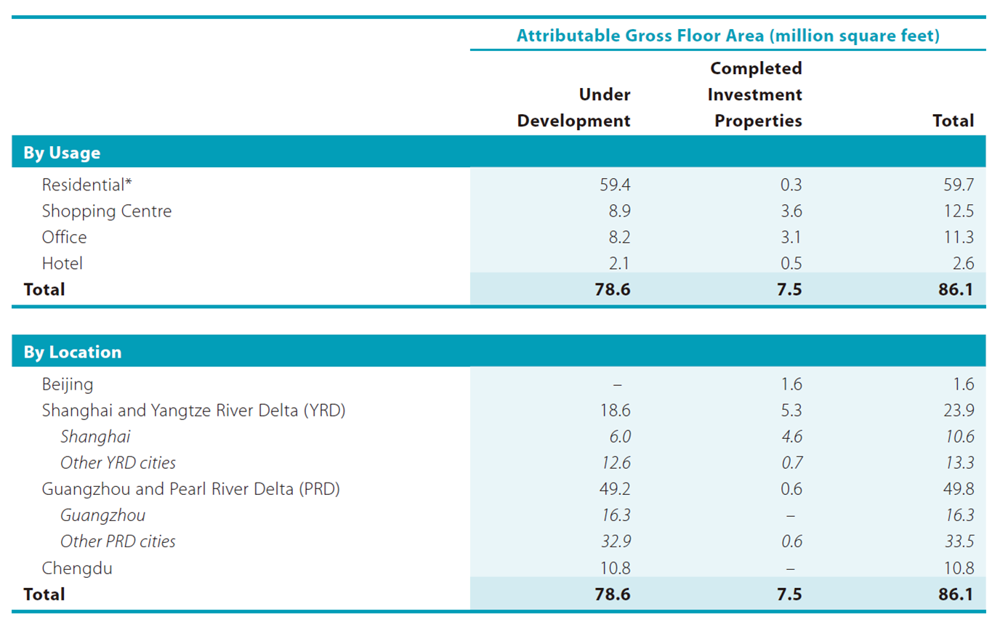 Attributable Gross Floor Area (million square feet)
Completed
Under Investment
Development Properties Total
By Usage
Residential* 59.4 0.3 59.7
Shopping Centre 8.9 3.6 12.5
Office 8.2 3.1 11.3
Hotel 2.1 0.5 2.6
Total 78.6 7.5 86.1
By Location
Beijing – 1.6 1.6
Shanghai and Yangtze River Delta (YRD) 18.6 5.3 23.9
Shanghai 6.0 4.6 10.6
Other YRD cities 12.6 0.7 13.3
Guangzhou and Pearl River Delta (PRD) 49.2 0.6 49.8
Guangzhou 16.3 – 16.3
Other PRD cities 32.9 0.6 33.5
Chengdu 10.8 – 10.8
Total 78.6 7.5 86.1